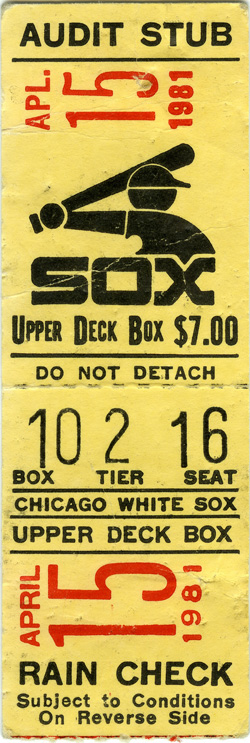 AUDIT STUB
APL. 15 1981
SOX
UPPER DECK BOX $7.00
DO NOT DETACH
10 2 16
BOX TIER SEAT
CHICAGO WHITE SOX
UPPER DECK BOX
APRIL 15 1981
RAIN CHECK
Subject to Conditions
On Reverse Side